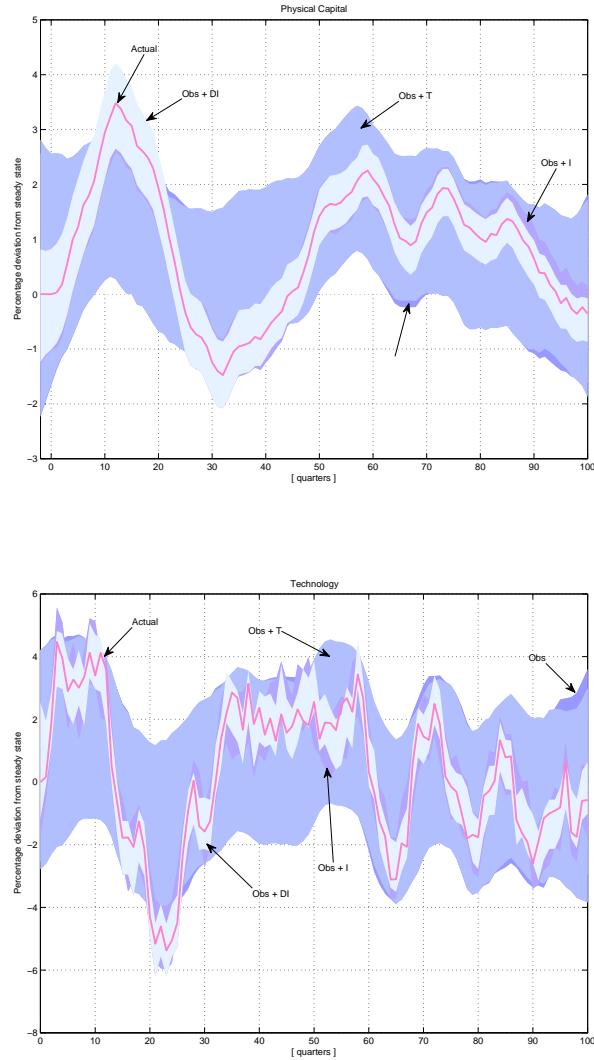 Physical Capital
Percentage deviation from steady state
5
4
3
2
1
0
−1
−2
−3
Actual
Obs + DI
Obs + T
Obs + I
0 10 20 30 40 50 60 70 80 90 100
[ quarters ]
Technology
Percentage deviation from steady state
6
4
2
0
−2
−4
−6
−8
Actual
Obs + T
Obs
Obs + I
Obs + DI
0 10 20 30 40 50 60 70 80 90 100
[ quarters ]